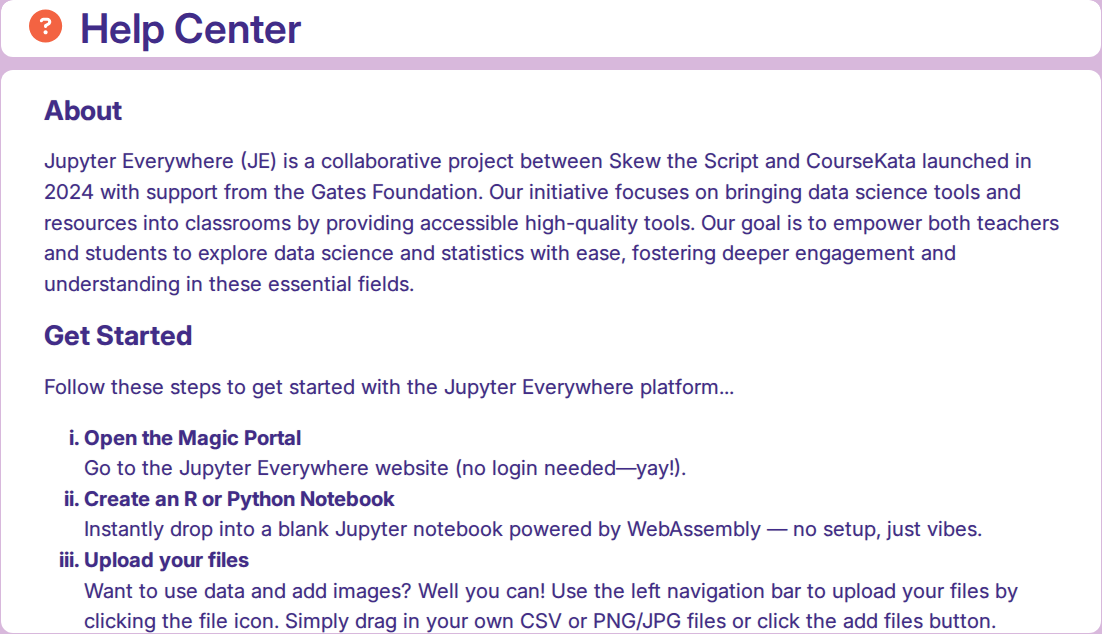 ? Help Center
About
Jupyter Everywhere (JE) is a collaborative project between Skew the Script and CourseKata launched in
2024 with support from the Gates Foundation. Our initiative focuses on bringing data science tools and
resources into classrooms by providing accessible high-quality tools. Our goal is to empower both teachers
and students to explore data science and statistics with ease, fostering deeper engagement and
understanding in these essential fields.
Get Started
Follow these steps to get started with the Jupyter Everywhere platform...
i. Open the Magic Portal
Go to the Jupyter Everywhere website (no login needed—yay!).
ii. Create an R or Python Notebook
Instantly drop into a blank Jupyter notebook powered by WebAssembly — no setup, just vibes.
iii. Upload your files
Want to use data and add images? Well you can! Use the left navigation bar to upload your files by
clicking the file icon. Simply drag in your own CSV or PNG/JPG files or click the add files button.